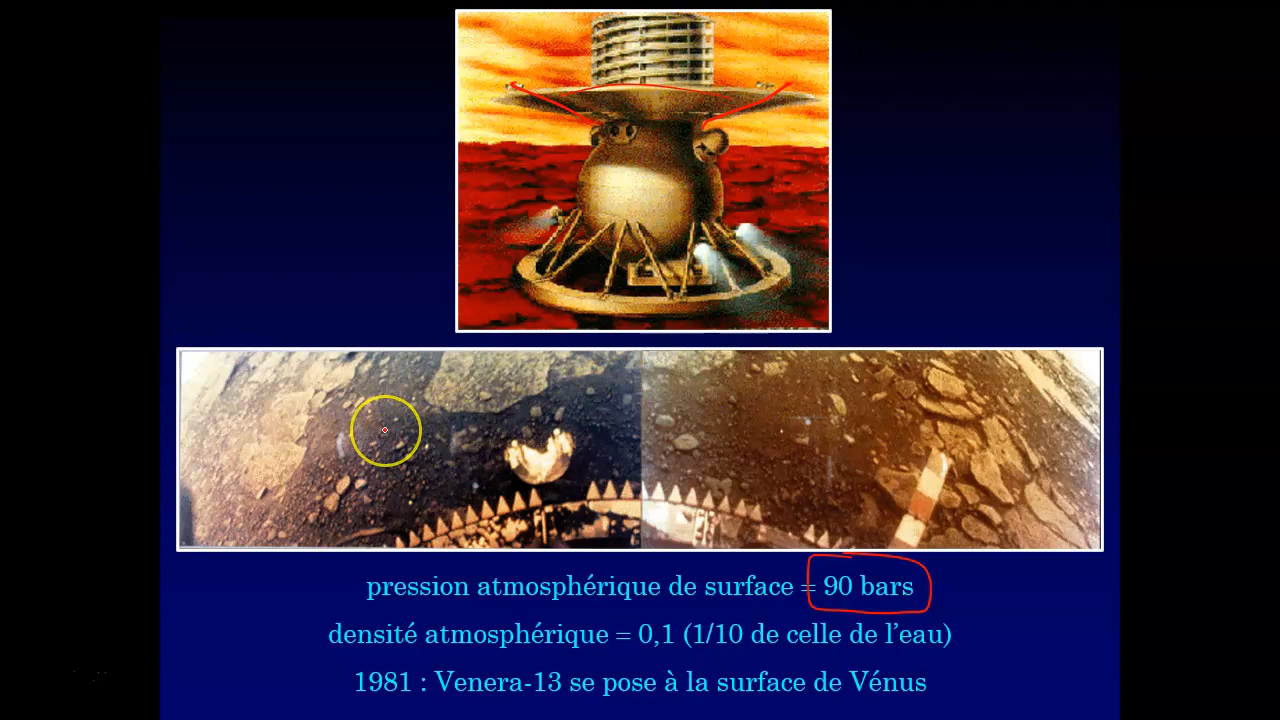 pression atmosphérique de surface = 90 bars
densité atmosphérique = 0,1 (1/10 de celle de l’eau)
1981 : Venera-13 se pose à la surface de Vénus